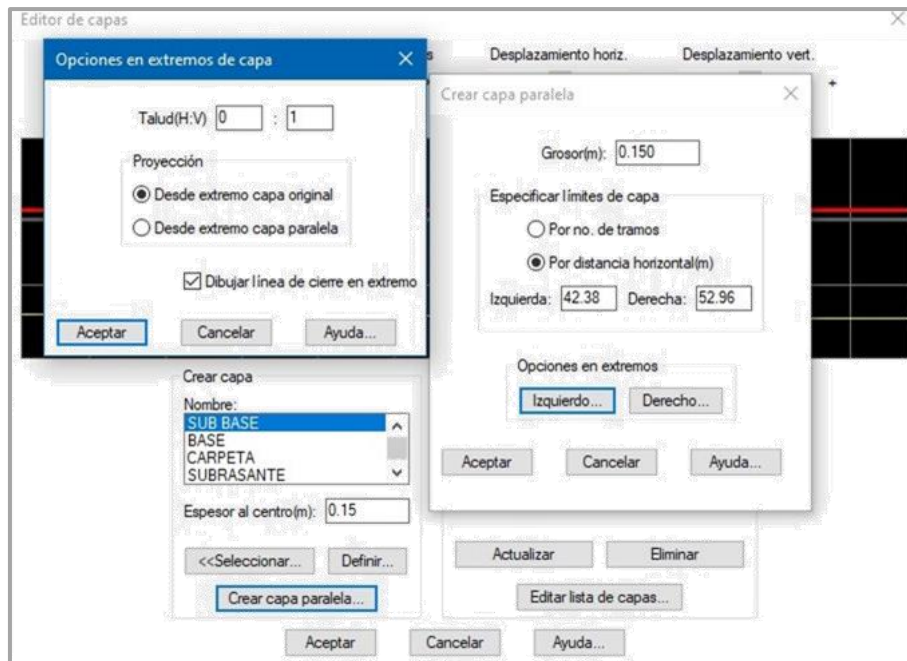 Editor de capas
Desplazamiento horiz. Desplazamiento vert.
+
Opciones en extremos de capa
Talud(H:V) 0 : 1
Proyección
Desde extremo capa original
Desde extremo capa paralela
Dibujar línea de cierre en extremo
Aceptar Cancelar Ayuda...
Crear capa paralela
Grosor(m): 0.150
Especificar límites de capa
Por no. de tramos
Por distancia horizontal(m)
Izquierda: 42.38 Derecha: 52.96
Opciones en extremos
Izquierdo... Derecho...
Aceptar Cancelar Ayuda...
Crear capa
Nombre:
SUB BASE
BASE
CARPETA
SUBRASANTE
Espesor al centro(m): 0.15
<<Seleccionar... Definir...
Crear capa paralela...
Actualizar Eliminar
Editar lista de capas...
Aceptar Cancelar Ayuda...